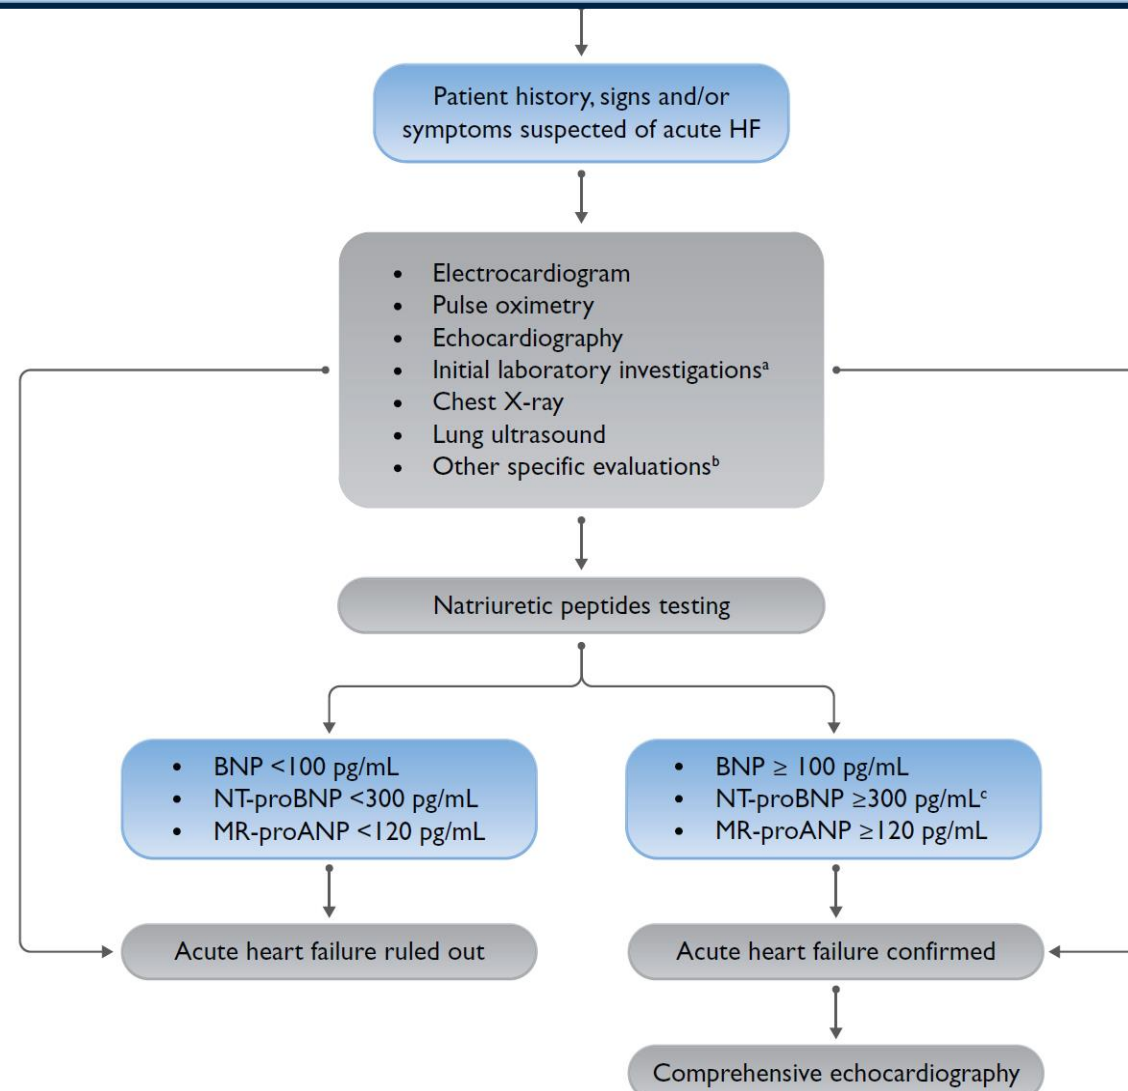 Patient history, signs and/or
symptoms suspected of acute HF
• Electrocardiogram
• Pulse oximetry
• Echocardiography
• Initial laboratory investigationsᵃ
• Chest X-ray
• Lung ultrasound
• Other specific evaluationsᵇ
Natriuretic peptides testing
• BNP <100 pg/mL
• NT-proBNP <300 pg/mL
• MR-proANP <120 pg/mL
• BNP ≥ 100 pg/mL
• NT-proBNP ≥300 pg/mLᶜ
• MR-proANP ≥120 pg/mL
Acute heart failure ruled out
Acute heart failure confirmed
Comprehensive echocardiography